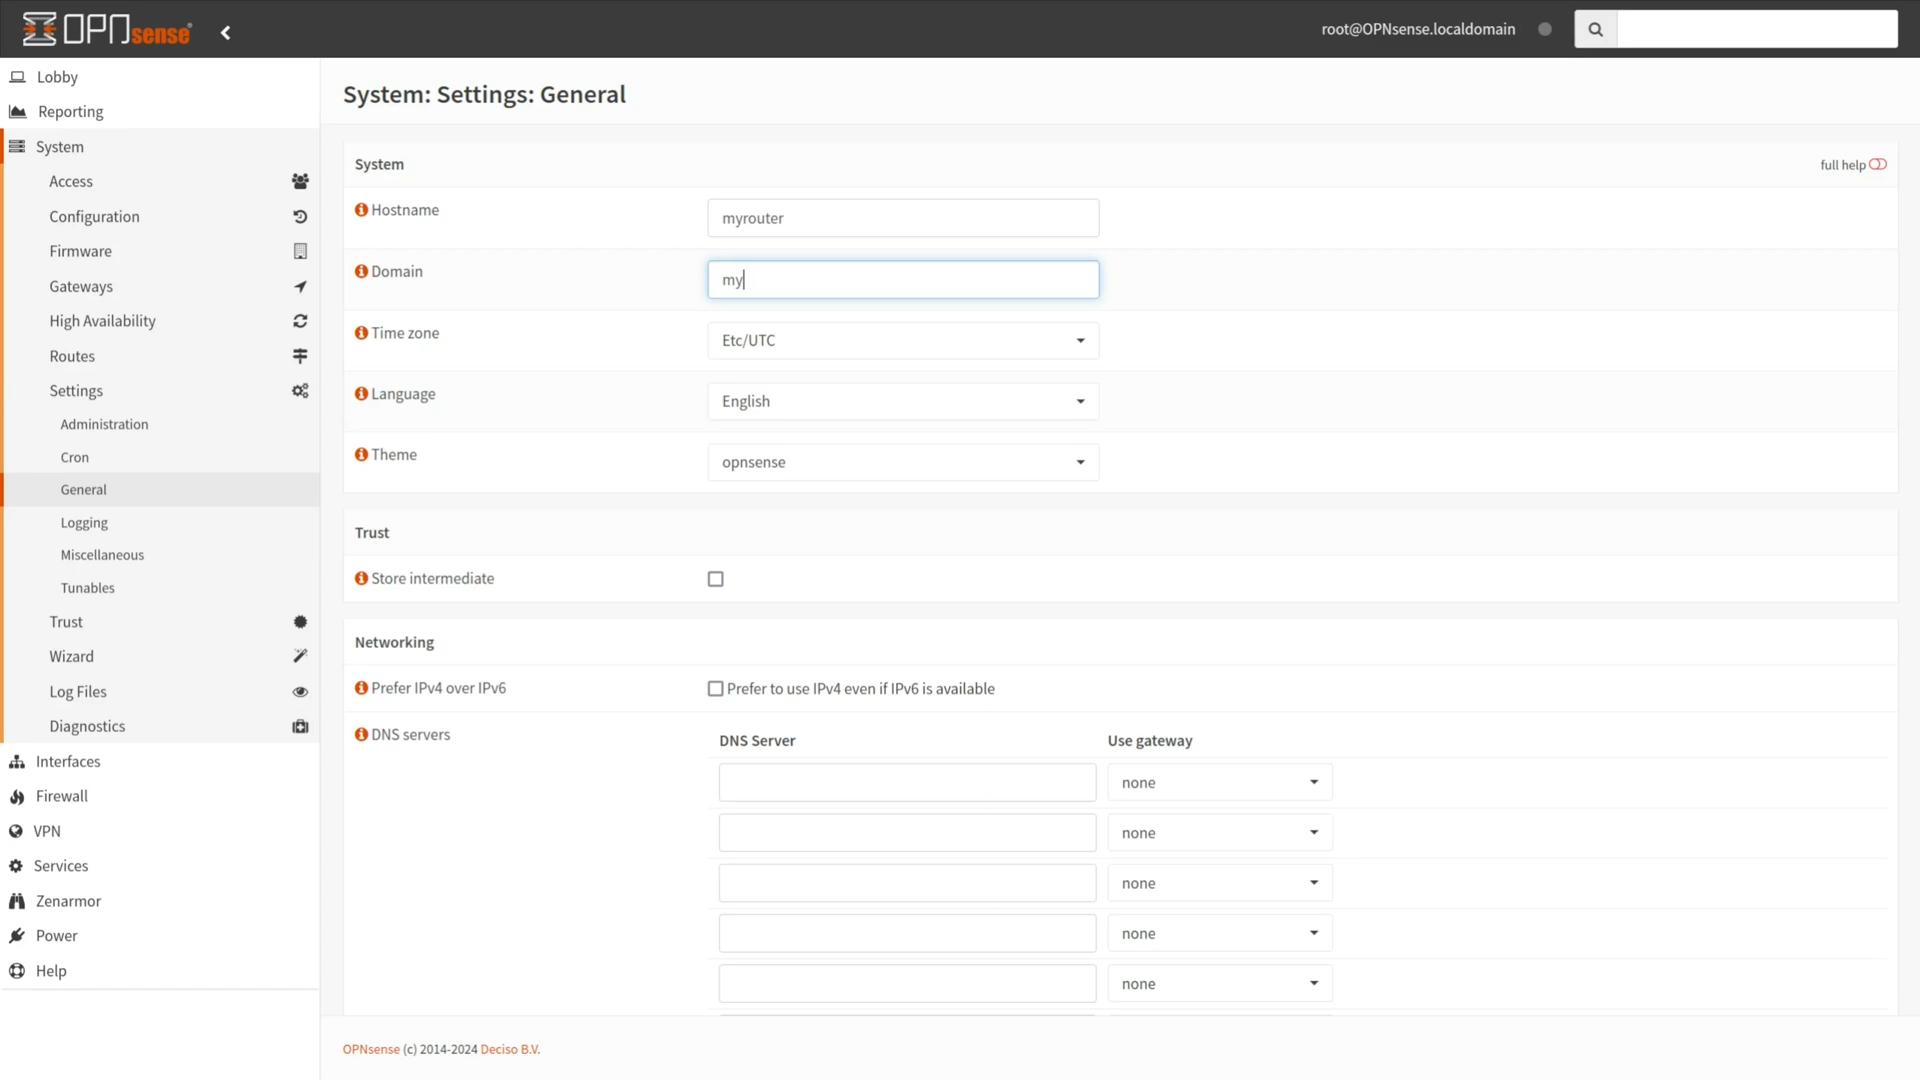 OPNsense®
root@OPNsense.localdomain
Lobby
Reporting
System
Access
Configuration
Firmware
Gateways
High Availability
Routes
Settings
Administration
Cron
General
Logging
Miscellaneous
Tunables
Trust
Wizard
Log Files
Diagnostics
Interfaces
Firewall
VPN
Services
Zenarmor
Power
Help
System: Settings: General
System
full help
Hostname
myrouter
Domain
my
Time zone
Etc/UTC
Language
English
Theme
opnsense
Trust
Store intermediate
Networking
Prefer IPv4 over IPv6
Prefer to use IPv4 even if IPv6 is available
DNS servers
DNS Server
Use gateway
none
none
none
none
none
OPNsense (c) 2014-2024 Deciso B.V.